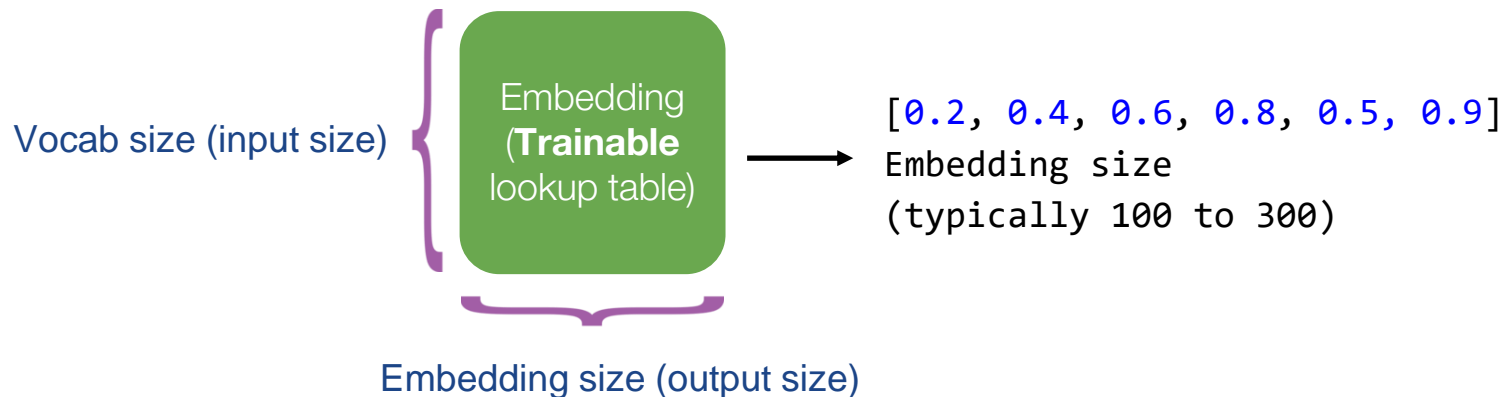 Vocab size (input size)
Embedding
(Trainable
lookup table)
[0.2, 0.4, 0.6, 0.8, 0.5, 0.9]
Embedding size
(typically 100 to 300)
Embedding size (output size)